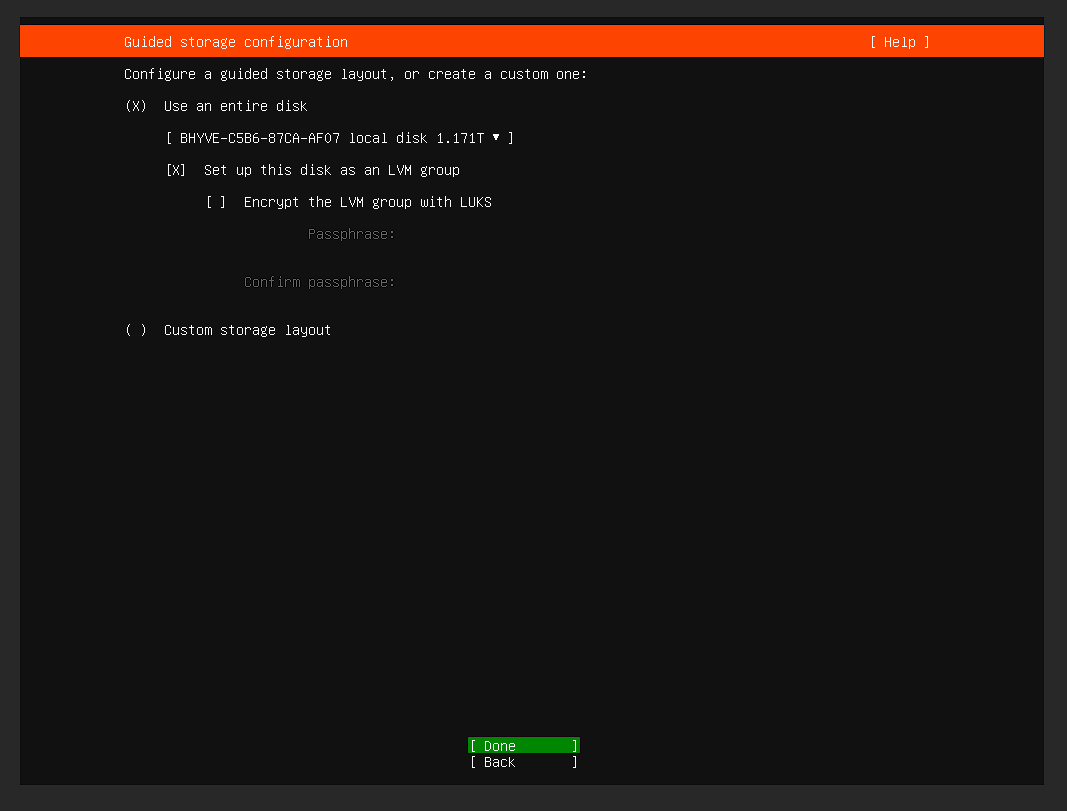 Guided storage configuration [ Help ]
Configure a guided storage layout, or create a custom one:
(X) Use an entire disk
[ BHYVE-C5B6-87CA-AF07 local disk 1.171T ▾ ]
[X] Set up this disk as an LVM group
[ ] Encrypt the LVM group with LUKS
Passphrase:
Confirm passphrase:
( ) Custom storage layout
[ Done ]
[ Back ]